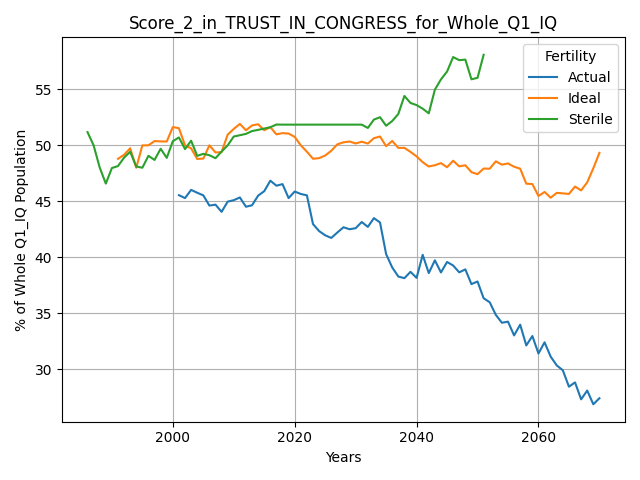 Score_2_in_TRUST_IN_CONGRESS_for_Whole_Q1_IQ
Fertility
Actual
Ideal
Sterile
% of Whole Q1_IQ Population
55
50
45
40
35
30
2000
2020
2040
2060
Years